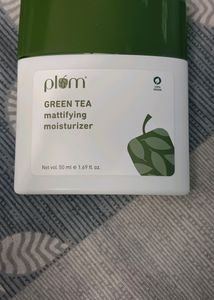 plum
GREEN TEA
mattifying
moisturizer
Net vol. 50 ml e 1.69 fl. oz.